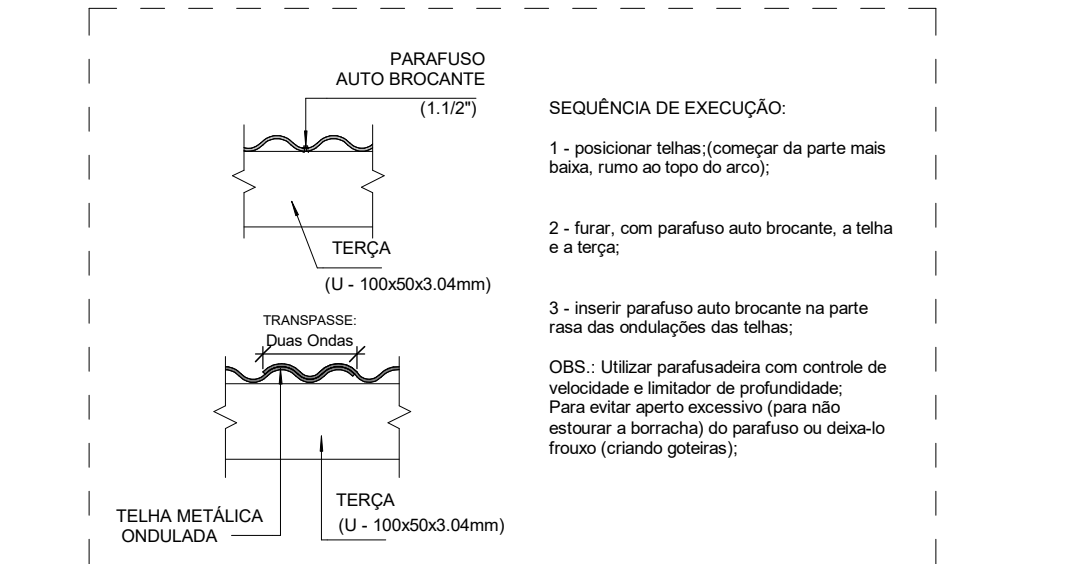 PARAFUSO
AUTO BROCANTE
(1.1/2")
TERÇA
(U - 100x50x3.04mm)
TRANSPASSE:
Duas Ondas
TERÇA
(U - 100x50x3.04mm)
TELHA METÁLICA
ONDULADA
SEQUÊNCIA DE EXECUÇÃO:
1 - posicionar telhas;(começar da parte mais
baixa, rumo ao topo do arco);
2 - furar, com parafuso auto brocante, a telha
e a terça;
3 - inserir parafuso auto brocante na parte
rasa das ondulações das telhas;
OBS.: Utilizar parafusadeira com controle de
velocidade e limitador de profundidade;
Para evitar aperto excessivo (para não
estourar a borracha) do parafuso ou deixa-lo
frouxo (criando goteiras);